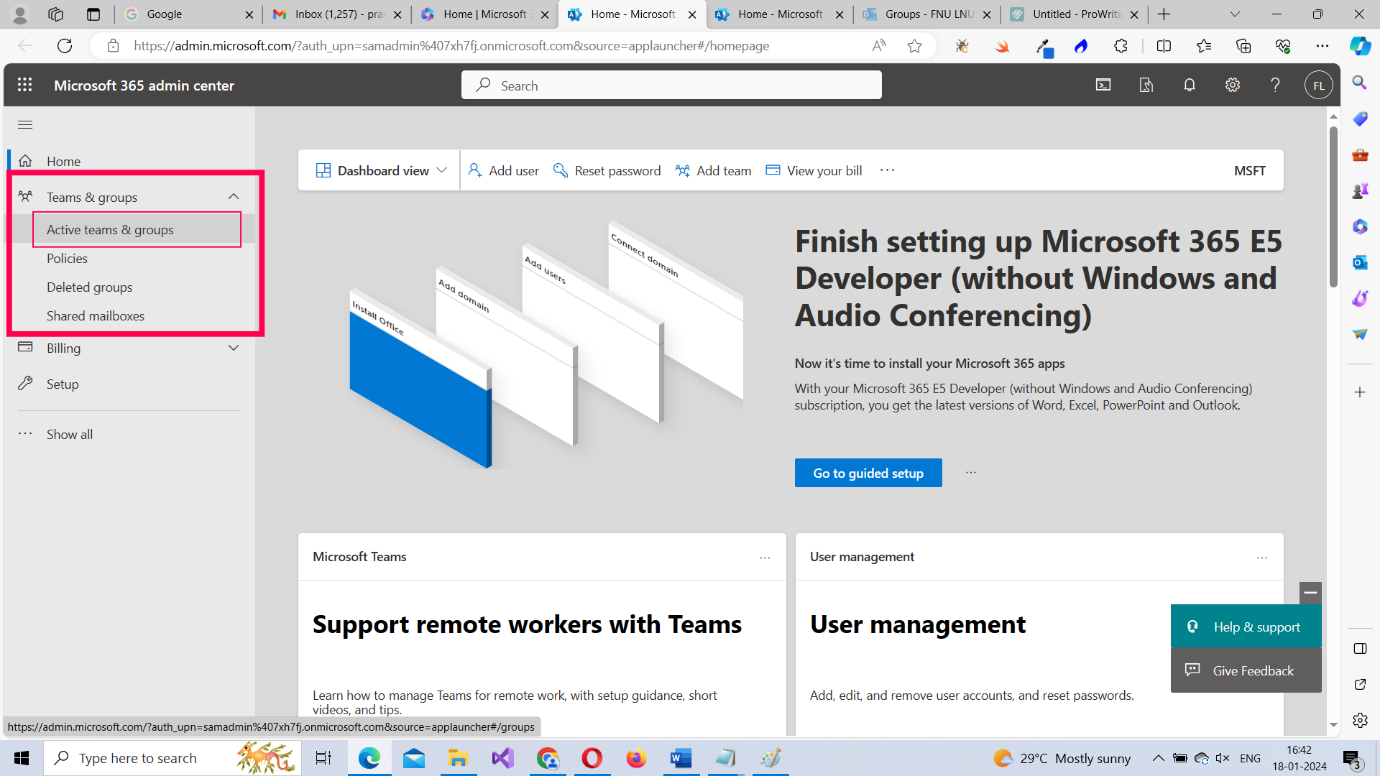 Google
Inbox (1,257) - pra
Home | Microsoft
Home - Microsoft
Home - Microsoft
Groups - FNU LNU
Untitled - ProWriti
https://admin.microsoft.com/?auth_upn=samadmin%407xh7fj.onmicrosoft.com&source=applauncher#/homepage
Microsoft 365 admin center
Search
FL
Home
Teams & groups
Active teams & groups
Policies
Deleted groups
Shared mailboxes
Billing
Setup
Show all
Dashboard view
Add user
Reset password
Add team
View your bill
MSFT
Install Office
Add domain
Add users
Connect domain
Finish setting up Microsoft 365 E5
Developer (without Windows and
Audio Conferencing)
Now it's time to install your Microsoft 365 apps
With your Microsoft 365 E5 Developer (without Windows and Audio Conferencing)
subscription, you get the latest versions of Word, Excel, PowerPoint and Outlook.
Go to guided setup
Microsoft Teams
Support remote workers with Teams
Learn how to manage Teams for remote work, with setup guidance, short
videos, and tips.
User management
User management
Add, edit, and remove user accounts, and reset passwords.
Help & support
Give Feedback
https://admin.microsoft.com/?auth_upn=samadmin%407xh7fj.onmicrosoft.com&source=applauncher#/groups
Type here to search
29°C Mostly sunny
ENG
16:42
18-01-2024
3